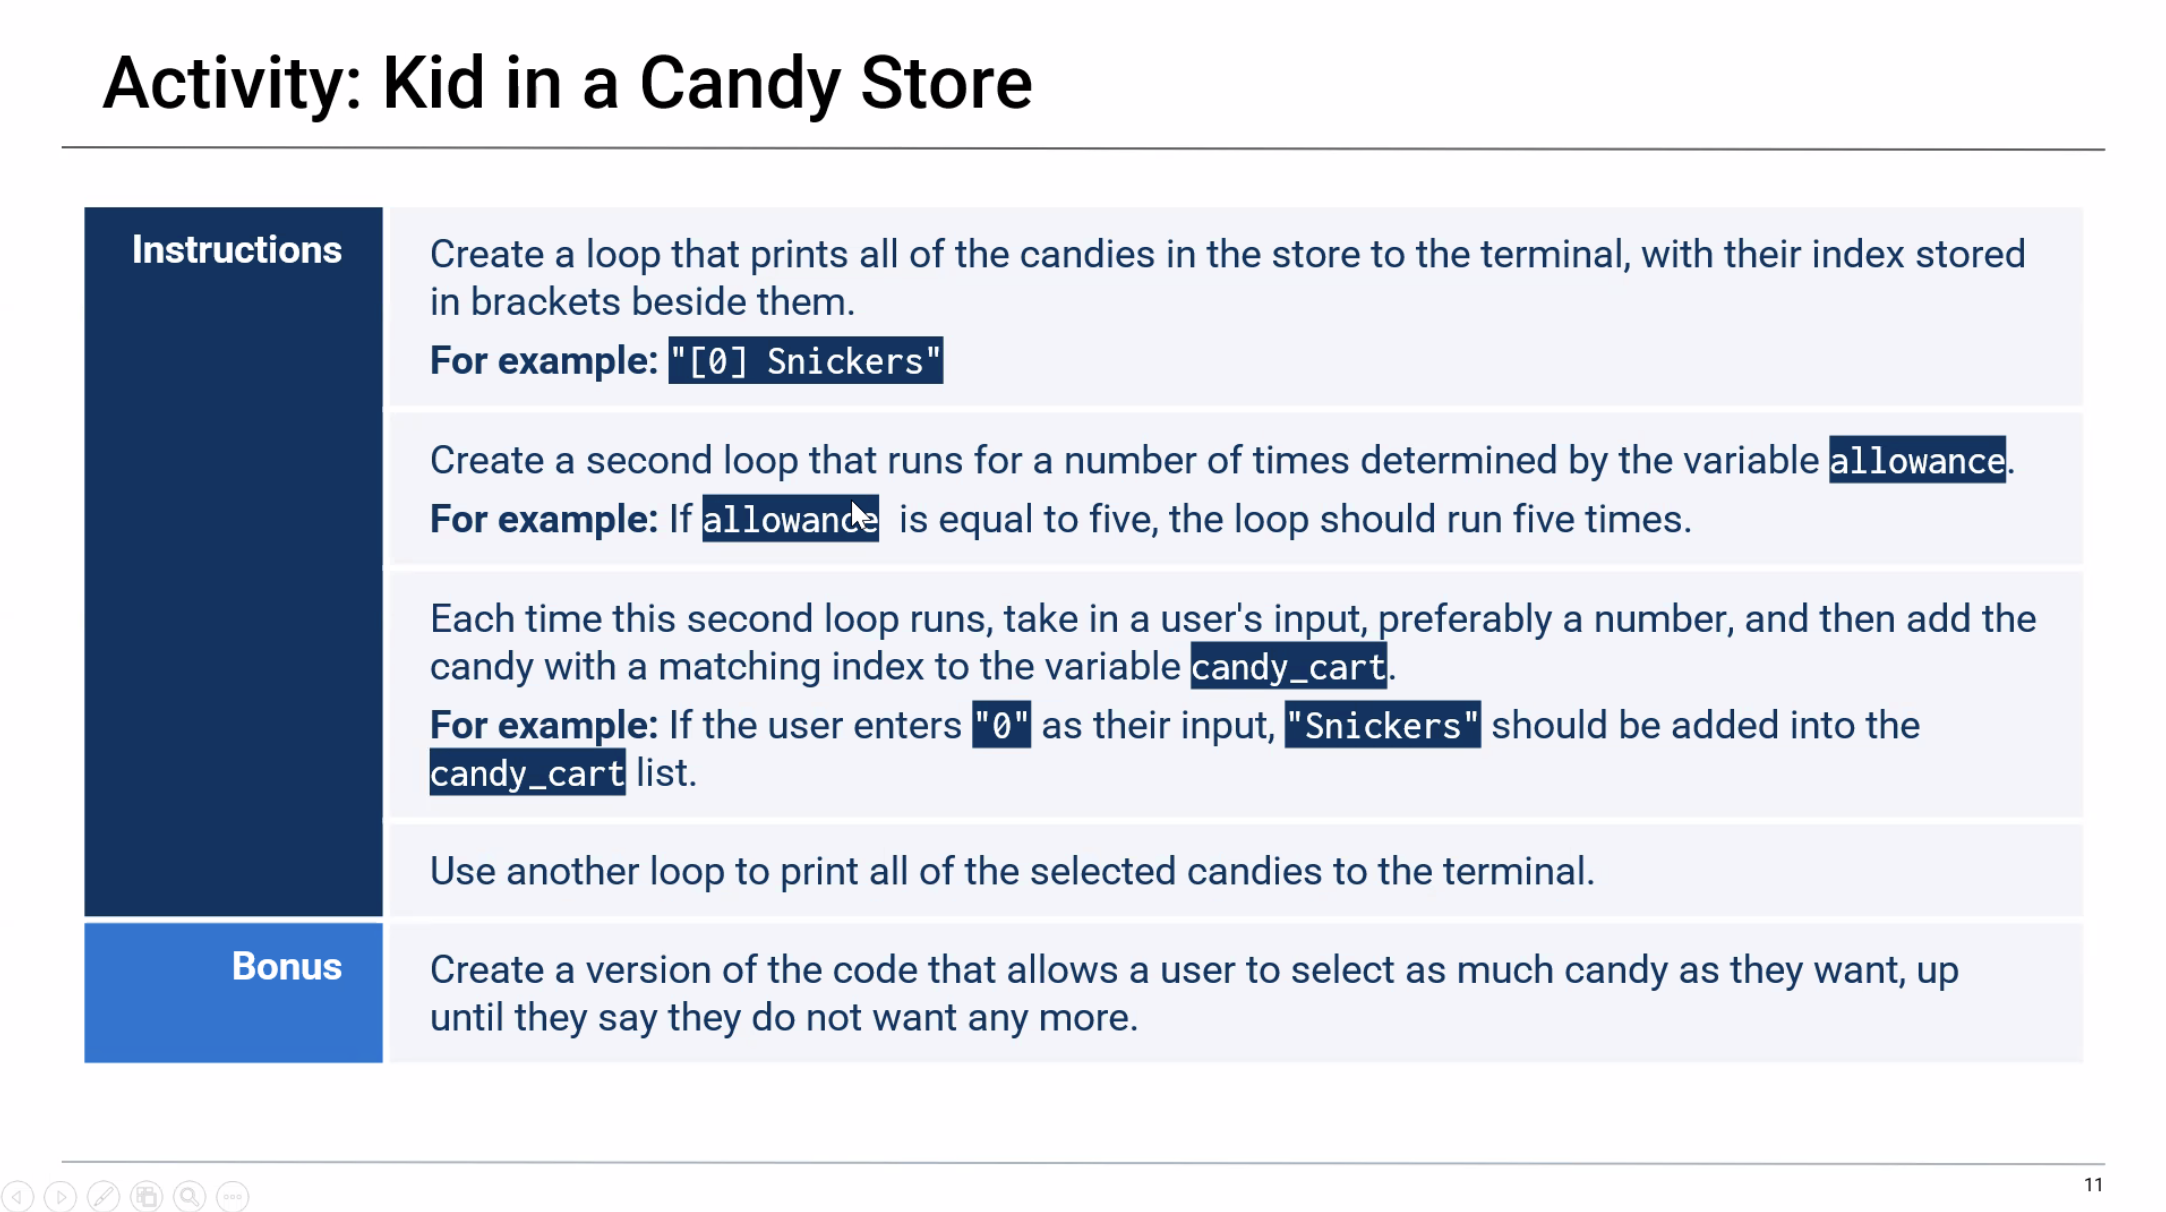 Activity: Kid in a Candy Store
Instructions
Create a loop that prints all of the candies in the store to the terminal, with their index stored
in brackets beside them.
For example: "[0] Snickers"
Create a second loop that runs for a number of times determined by the variable allowance.
For example: If allowance is equal to five, the loop should run five times.
Each time this second loop runs, take in a user's input, preferably a number, and then add the
candy with a matching index to the variable candy_cart.
For example: If the user enters "0" as their input, "Snickers" should be added into the
candy_cart list.
Use another loop to print all of the selected candies to the terminal.
Bonus
Create a version of the code that allows a user to select as much candy as they want, up
until they say they do not want any more.
11